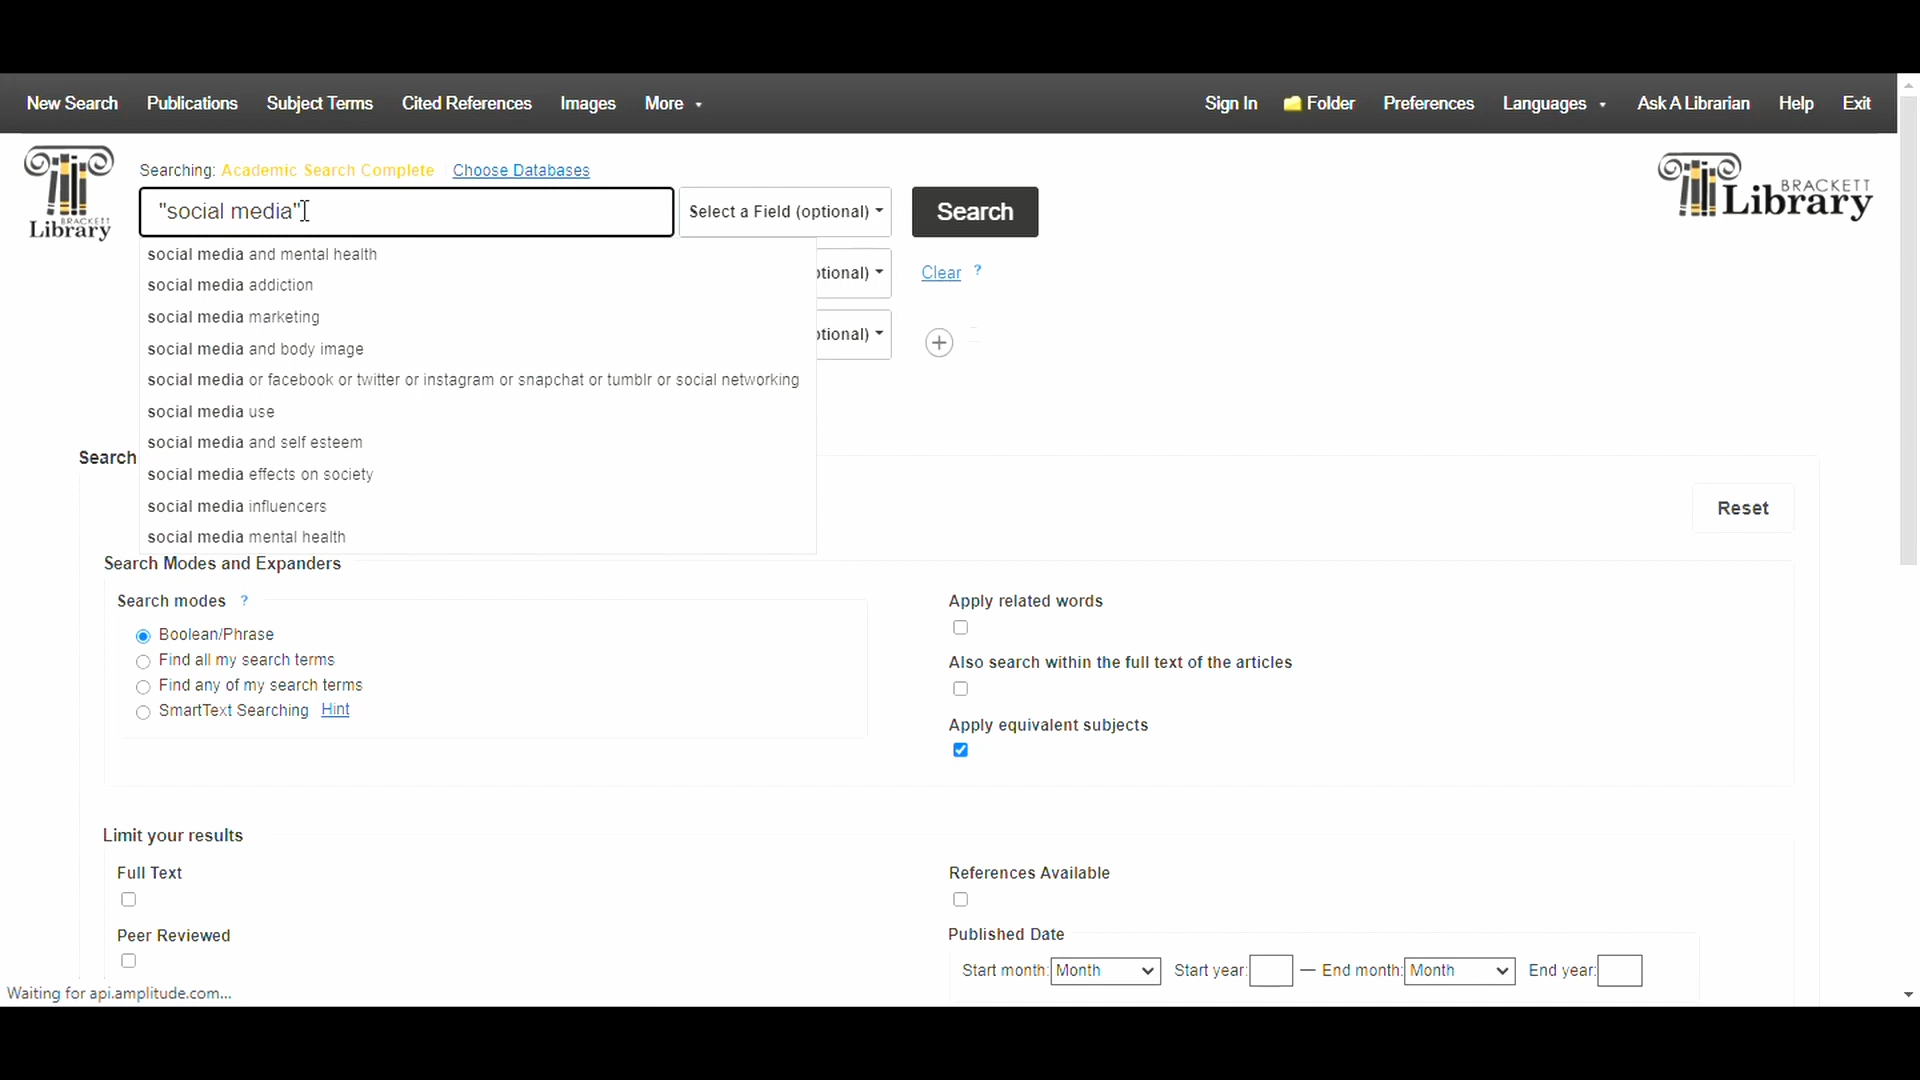 New Search Publications Subject Terms Cited References Images More Sign In Folder Preferences Languages Ask A Librarian Help Exit
BRACKETT
Library
Searching: Academic Search Complete Choose Databases
"social media"
Select a Field (optional)
Search
BRACKETT
Library
social media and mental health
social media addiction
social media marketing
social media and body image
social media or facebook or twitter or instagram or snapchat or tumblr or social networking
social media use
social media and self esteem
social media effects on society
social media influencers
social media mental health
ptional)
Clear ?
ptional)
Search
Reset
Search Modes and Expanders
Search modes ?
Boolean/Phrase
Find all my search terms
Find any of my search terms
SmartText Searching Hint
Apply related words
Also search within the full text of the articles
Apply equivalent subjects
Limit your results
Full Text
Peer Reviewed
References Available
Published Date
Start month: Month Start year: — End month: Month End year:
Waiting for api.amplitude.com...